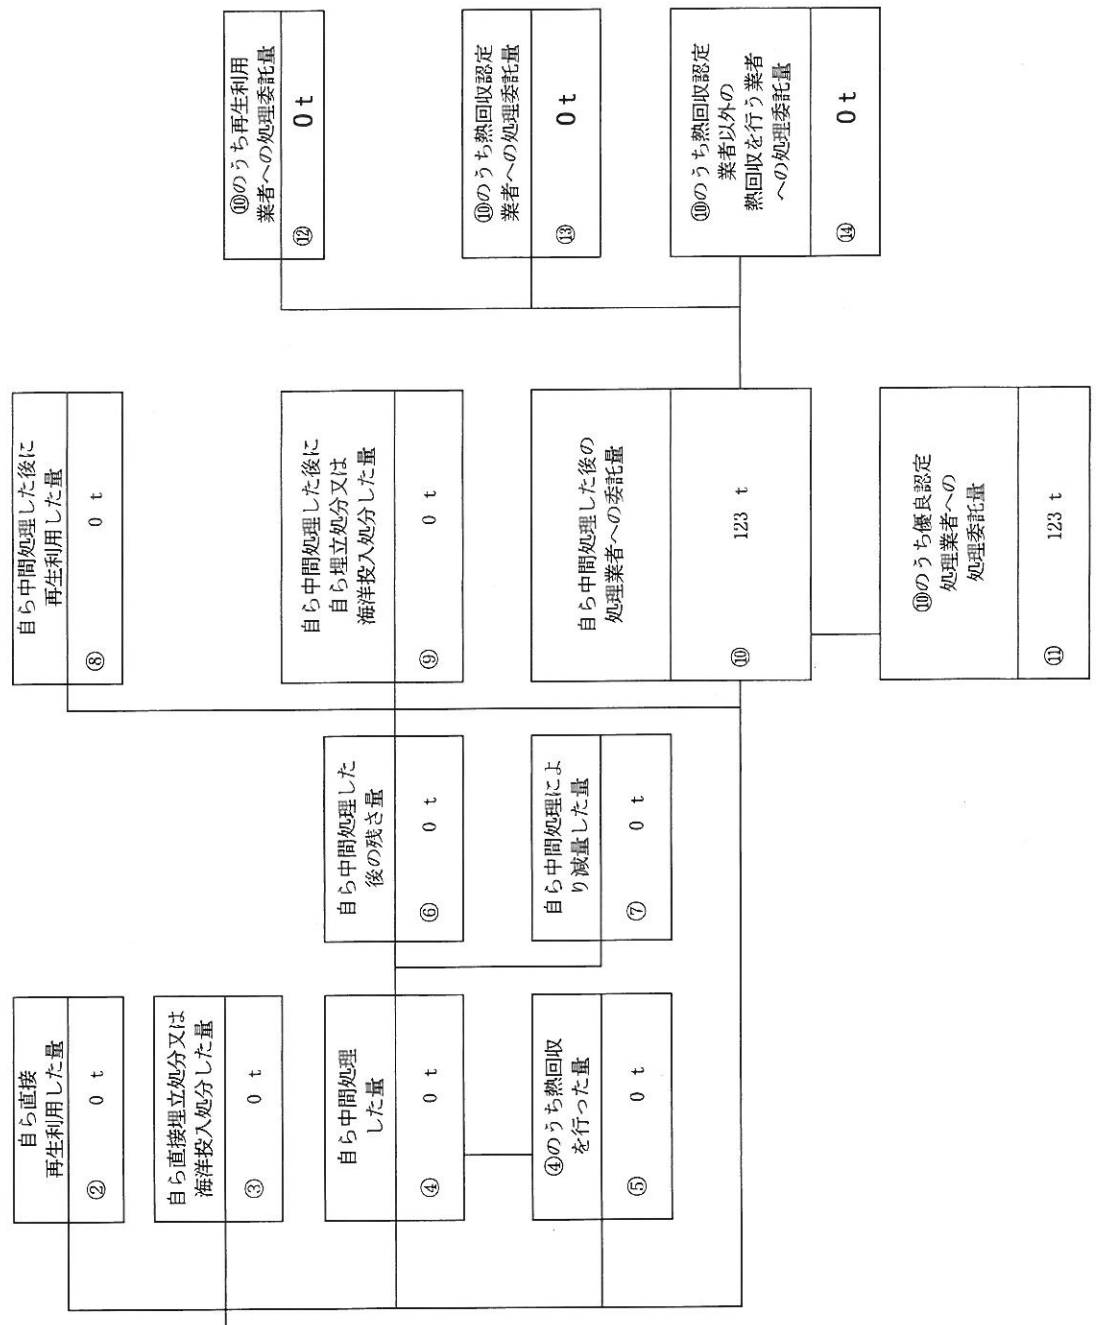 自ら直接
再生利用した量
② 0 t
自ら直接埋立処分又は
海洋投入処分した量
③ 0 t
自ら中間処理
した量
④ 0 t
④のうち熱回収
を行った量
⑤ 0 t
自ら中間処理した
後の残さ量
⑥ 0 t
自ら中間処理によ
り減量した量
⑦ 0 t
自ら中間処理した後に
再生利用した量
⑧ 0 t
自ら中間処理した後に
自ら埋立処分又は
海洋投入処分した量
⑨ 0 t
自ら中間処理した後の
処理業者への委託量
⑩ 123 t
⑩のうち優良認定
処理業者への
処理委託量
⑪ 123 t
⑩のうち再生利用
業者への処理委託量
⑫ 0 t
⑩のうち熱回収認定
業者への処理委託量
⑬ 0 t
⑩のうち熱回収認定
業者以外の
熱回収を行う業者
への処理委託量
⑭ 0 t